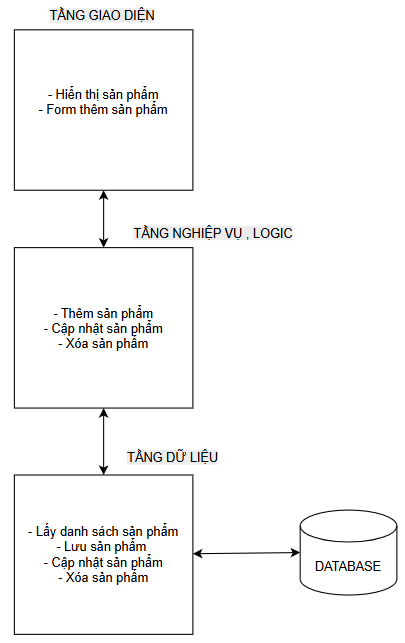 TẦNG GIAO DIỆN
- Hiển thị sản phẩm
- Form thêm sản phẩm
TẦNG NGHIỆP VỤ , LOGIC
- Thêm sản phẩm
- Cập nhật sản phẩm
- Xóa sản phẩm
TẦNG DỮ LIỆU
- Lấy danh sách sản phẩm
- Lưu sản phẩm
- Cập nhật sản phẩm
- Xóa sản phẩm
DATABASE